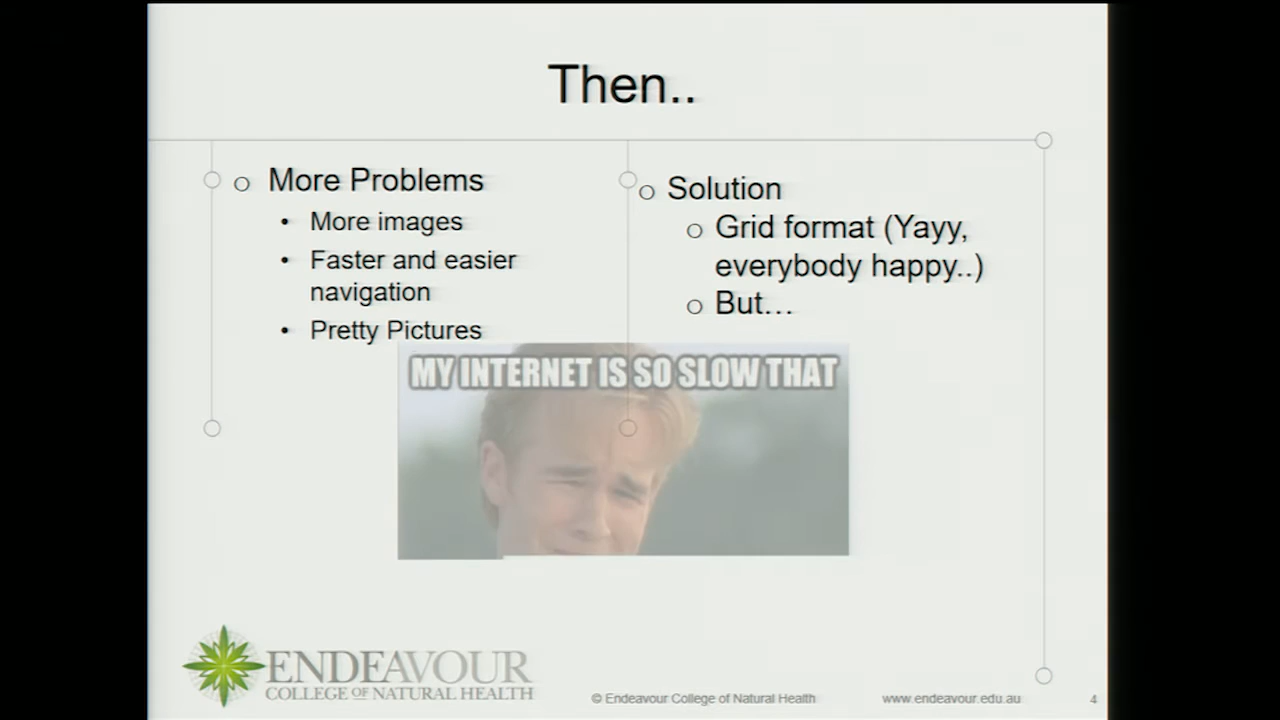 Then..
More Problems
• More images
• Faster and easier
navigation
• Pretty Pictures
Solution
Grid format (Yayy,
everybody happy..)
But...
MY INTERNET IS SO SLOW THAT
ENDEAVOUR
COLLEGE OF NATURAL HEALTH
© Endeavour College of Natural Health
www.endeavour.edu.au
4